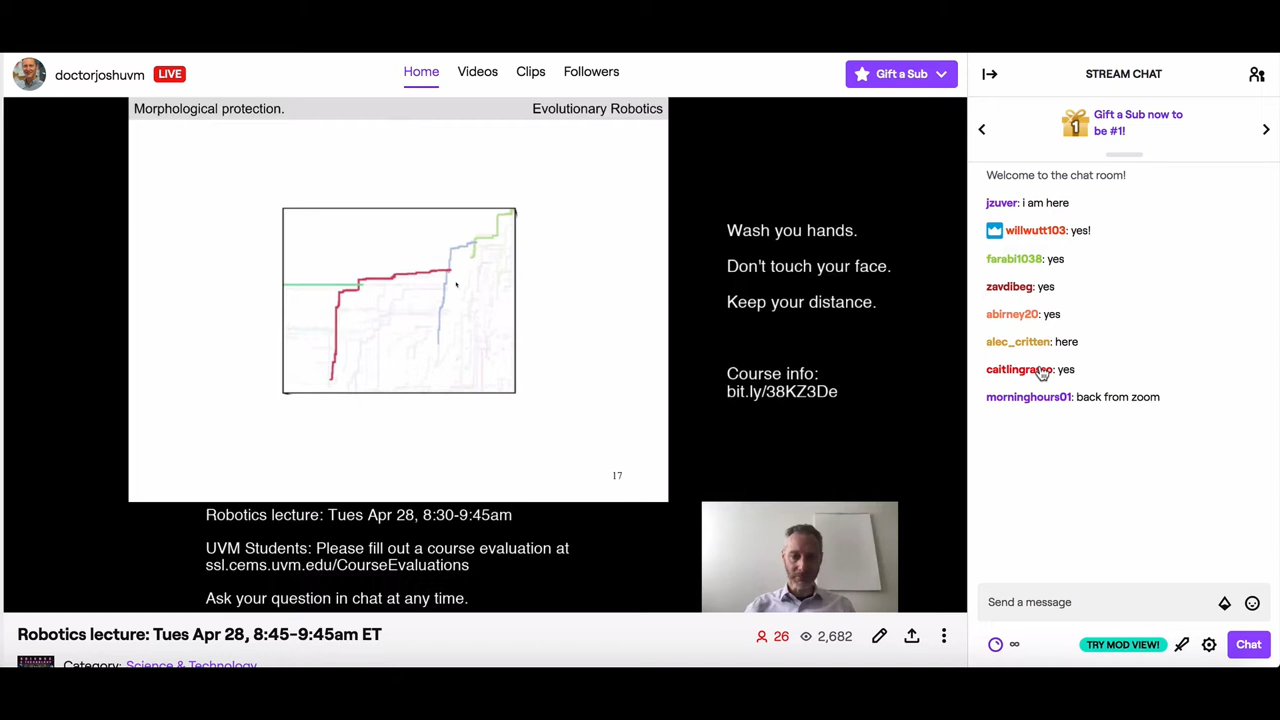 doctorjoshuvm LIVE
Home Videos Clips Followers
Gift a Sub
STREAM CHAT
Morphological protection. Evolutionary Robotics
17
Wash you hands.
Don't touch your face.
Keep your distance.
Course info:
bit.ly/38KZ3De
Robotics lecture: Tues Apr 28, 8:30-9:45am
UVM Students: Please fill out a course evaluation at
ssl.cems.uvm.edu/CourseEvaluations
Ask your question in chat at any time.
Robotics lecture: Tues Apr 28, 8:45-9:45am ET
26 2,682
Category: Science & Technology
1
Gift a Sub now to
be #1!
Welcome to the chat room!
jzuver: i am here
willwutt103: yes!
farabi1038: yes
zavdibeg: yes
abirney20: yes
alec_critten: here
yes
morninghours01: back from zoom
Send a message
TRY MOD VIEW!
Chat